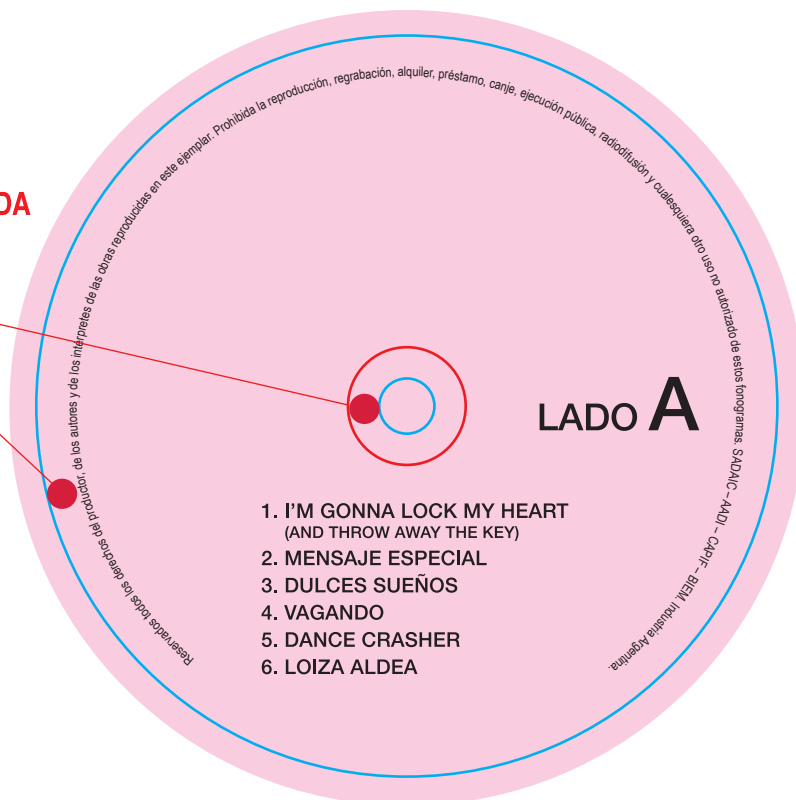 DA
Reservados todos los derechos del productor, de los autores y de los intérpretes de las obras reproducidas en este ejemplar. Prohibida la reproducción, regrabación, alquiler, préstamo, canje, ejecución pública, radiodifusión y cualesquiera otro uso no autorizado de estos fonogramas. SADAIC – AADI – CAPIF – BIEM. Industria Argentina.
LADO A
1. I'M GONNA LOCK MY HEART
(AND THROW AWAY THE KEY)
2. MENSAJE ESPECIAL
3. DULCES SUEÑOS
4. VAGANDO
5. DANCE CRASHER
6. LOIZA ALDEA